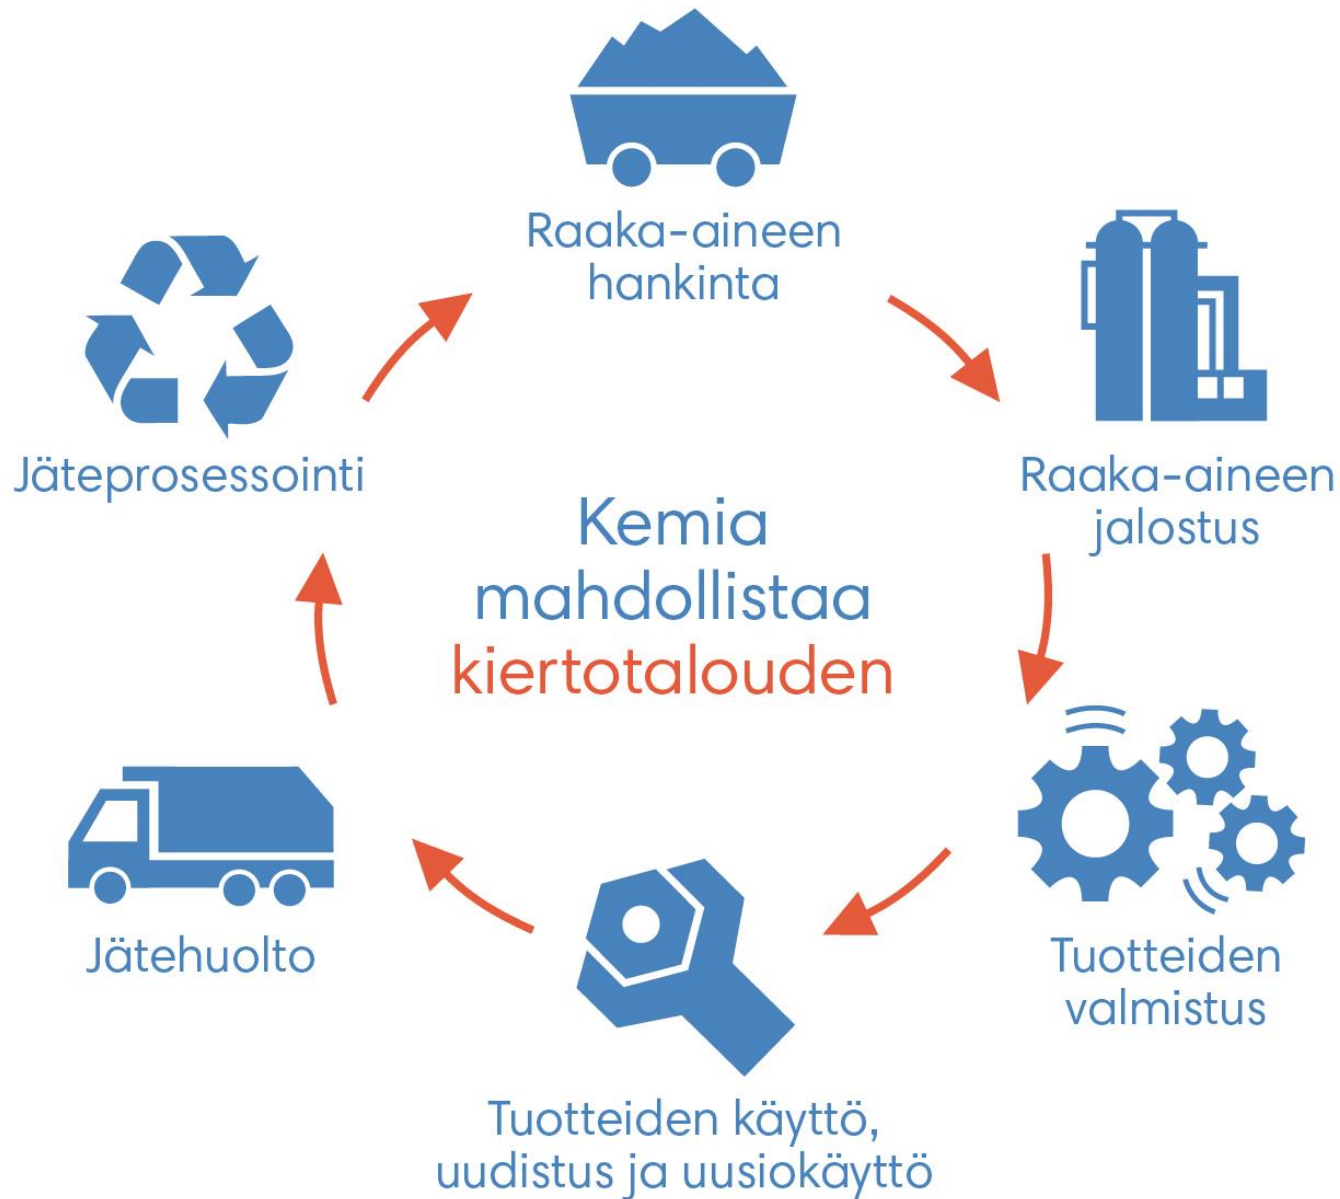 Raaka-aineen
hankinta
Raaka-aineen
jalostus
Tuotteiden
valmistus
Tuotteiden käyttö,
uudistus ja uusiokäyttö
Jätehuolto
Jäteprosessointi
Kemia
mahdollistaa
kiertotalouden